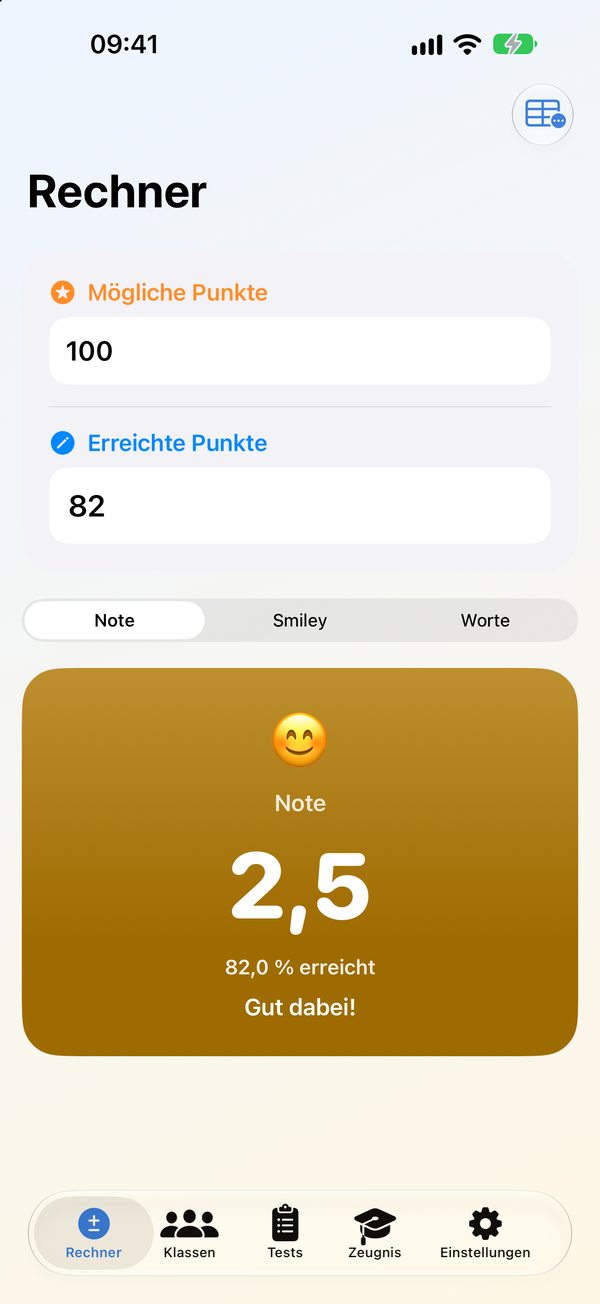 09:41
Rechner
Mögliche Punkte
100
Erreichte Punkte
82
Note Smiley Worte
Note
2,5
82,0 % erreicht
Gut dabei!
Rechner Klassen Tests Zeugnis Einstellungen